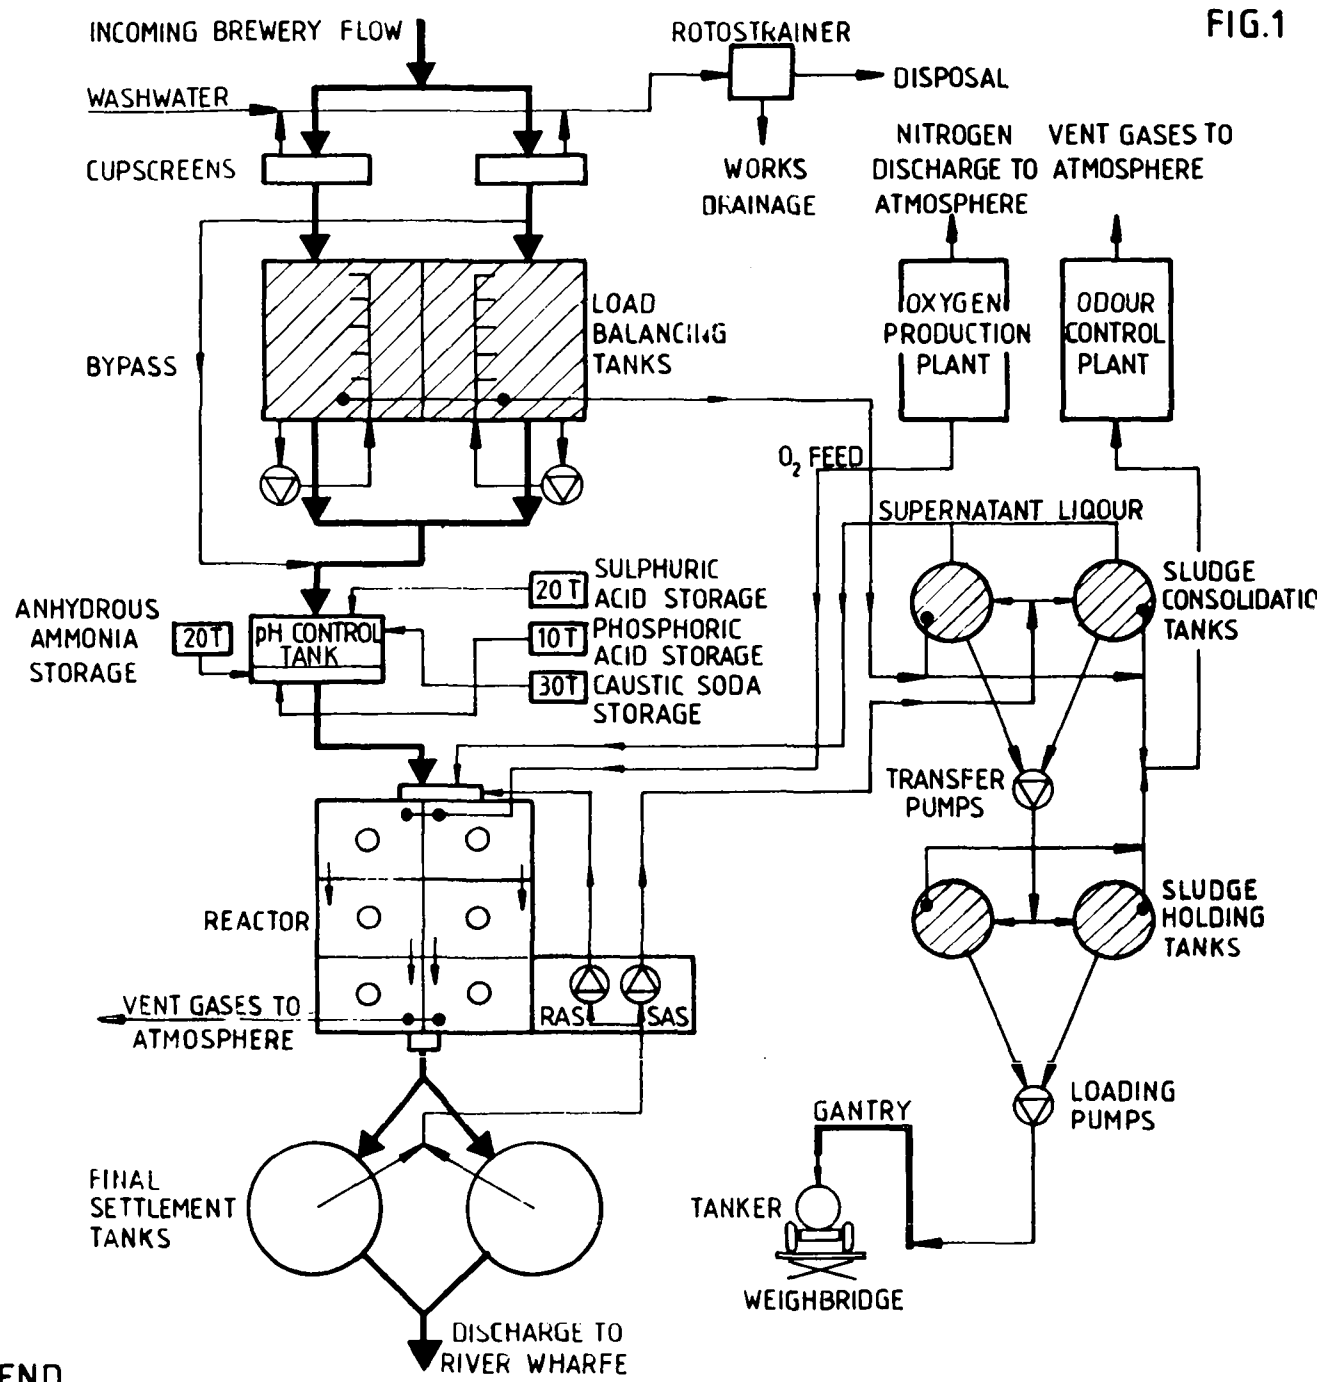 FIG.1
INCOMING BREWERY FLOW
ROTOSTRAINER
WASHWATER
DISPOSAL
CUPSCREENS
WORKS
DRAINAGE
NITROGEN
DISCHARGE TO
ATMOSPHERE
VENT GASES TO
ATMOSPHERE
LOAD
BALANCING
TANKS
OXYGEN
PRODUCTION
PLANT
ODOUR
CONTROL
PLANT
BYPASS
O2 FEED
SUPERNATANT LIQOUR
SLUDGE
CONSOLIDATIO
TANKS
ANHYDROUS
AMMONIA
STORAGE
20T
pH CONTROL
TANK
20T
SULPHURIC
ACID STORAGE
10T
PHOSPHORIC
ACID STORAGE
30T
CAUSTIC SODA
STORAGE
TRANSFER
PUMPS
REACTOR
SLUDGE
HOLDING
TANKS
RAS
SAS
VENT GASES TO
ATMOSPHERE
LOADING
PUMPS
GANTRY
FINAL
SETTLEMENT
TANKS
TANKER
WEIGHBRIDGE
DISCHARGE TO
RIVER WHARFE
END